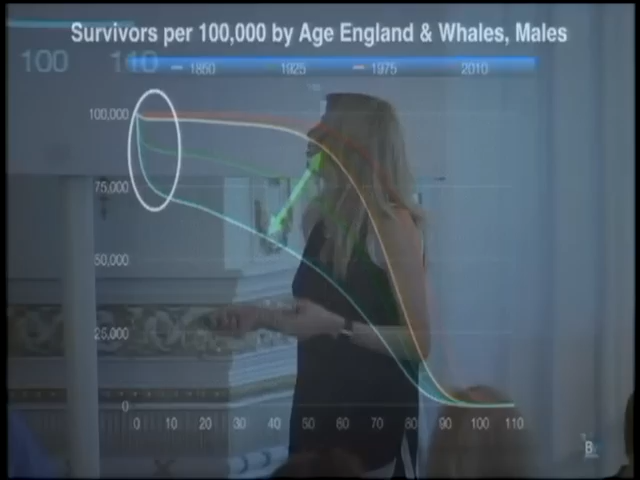 Survivors per 100,000 by Age England & Whales, Males
100 110
1850 1925 1975 2010
100,000
75,000
50,000
25,000
0
0 10 20 30 40 50 60 70 80 90 100 110
B